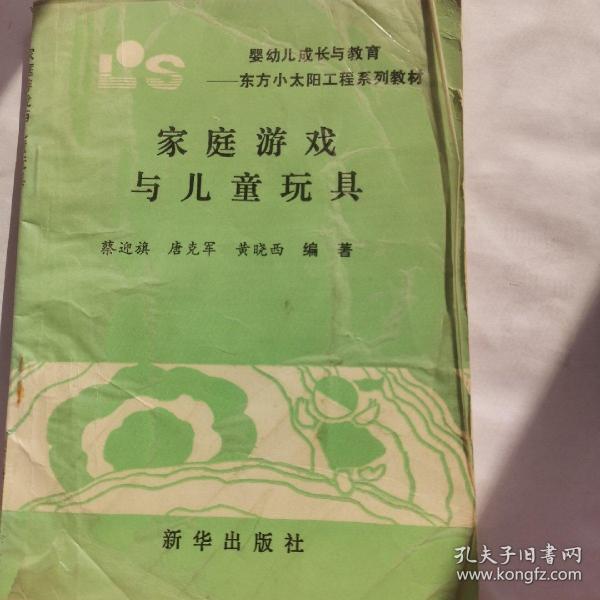 婴幼儿成长与教育
——东方小太阳工程系列教材
家庭游戏
与儿童玩具
蔡迎旗 唐克军 黄晓西 编著
新华出版社
孔夫子旧书网
www.kongfz.com